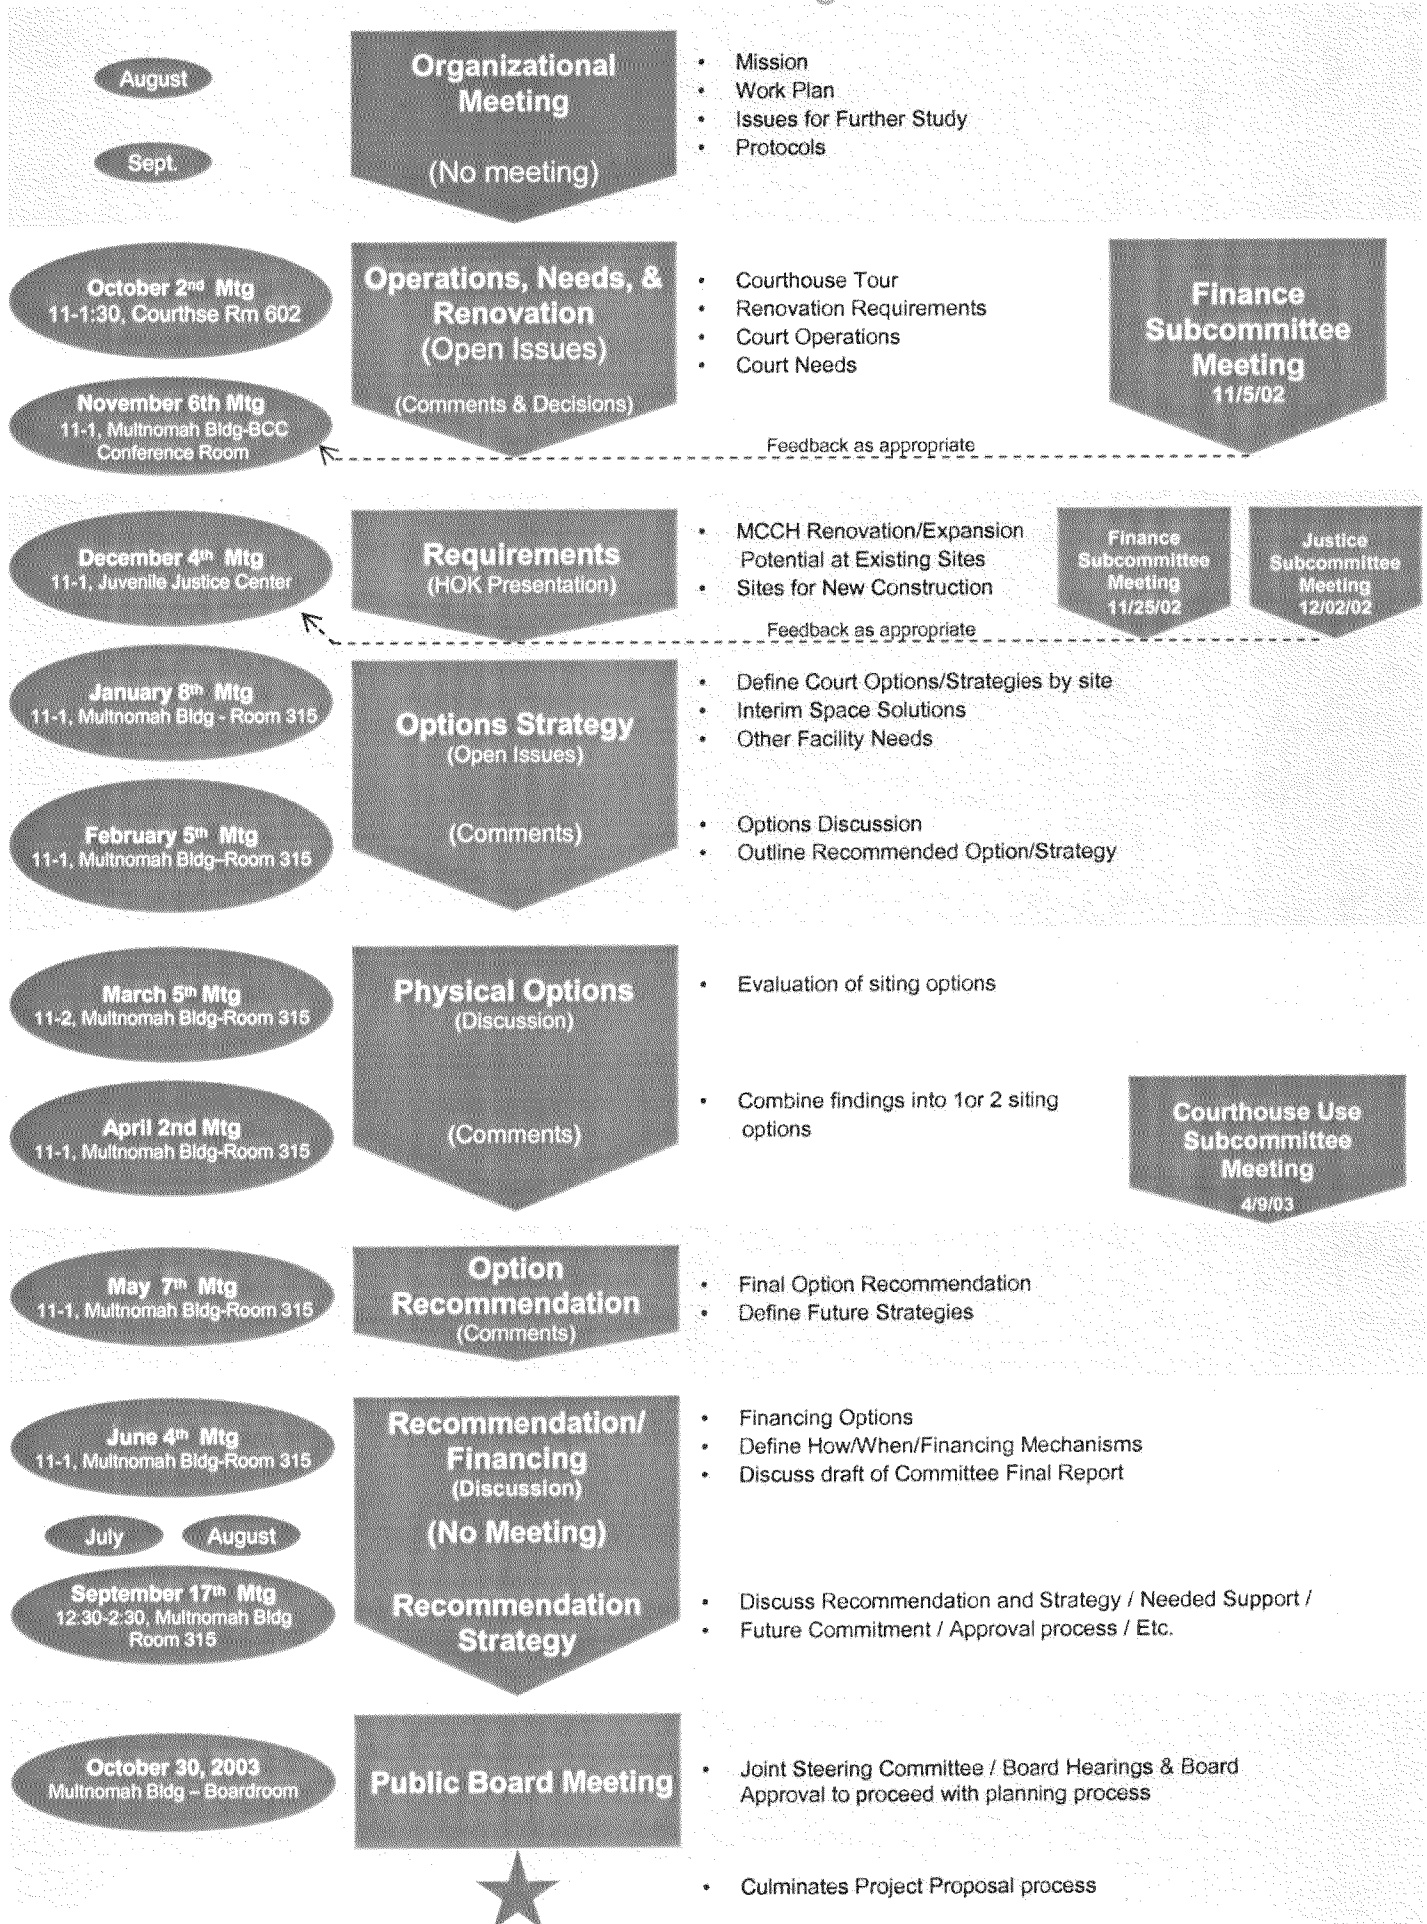 August
Sept.
Organizational
Meeting
(No meeting)
• Mission
• Work Plan
• Issues for Further Study
• Protocols
October 2nd Mtg
11-1:30, Courthse Rm 602
November 6th Mtg
11-1, Multnomah Bldg-BCC
Conference Room
Operations, Needs, &
Renovation
(Open Issues)
(Comments & Decisions)
• Courthouse Tour
• Renovation Requirements
• Court Operations
• Court Needs
Finance
Subcommittee
Meeting
11/5/02
Feedback as appropriate
December 4th Mtg
11-1, Juvenile Justice Center
Requirements
(HOK Presentation)
• MCCH Renovation/Expansion
Potential at Existing Sites
• Sites for New Construction
Finance
Subcommittee
Meeting
11/25/02
Justice
Subcommittee
Meeting
12/02/02
Feedback as appropriate
January 8th Mtg
11-1, Multnomah Bldg - Room 315
February 5th Mtg
11-1, Multnomah Bldg–Room 315
Options Strategy
(Open Issues)
(Comments)
• Define Court Options/Strategies by site
• Interim Space Solutions
• Other Facility Needs
• Options Discussion
• Outline Recommended Option/Strategy
March 5th Mtg
11-2, Multnomah Bldg-Room 315
April 2nd Mtg
11-1, Multnomah Bldg-Room 315
Physical Options
(Discussion)
(Comments)
• Evaluation of siting options
• Combine findings into 1or 2 siting
options
Courthouse Use
Subcommittee
Meeting
4/9/03
May 7th Mtg
11-1, Multnomah Bldg-Room 315
Option
Recommendation
(Comments)
• Final Option Recommendation
• Define Future Strategies
June 4th Mtg
11-1, Multnomah Bldg-Room 315
July
August
September 17th Mtg
12:30-2:30, Multnomah Bldg
Room 315
Recommendation/
Financing
(Discussion)
(No Meeting)
Recommendation
Strategy
• Financing Options
• Define How/When/Financing Mechanisms
• Discuss draft of Committee Final Report
• Discuss Recommendation and Strategy / Needed Support /
• Future Commitment / Approval process / Etc.
October 30, 2003
Multnomah Bldg – Boardroom
Public Board Meeting
• Joint Steering Committee / Board Hearings & Board
Approval to proceed with planning process
• Culminates Project Proposal process